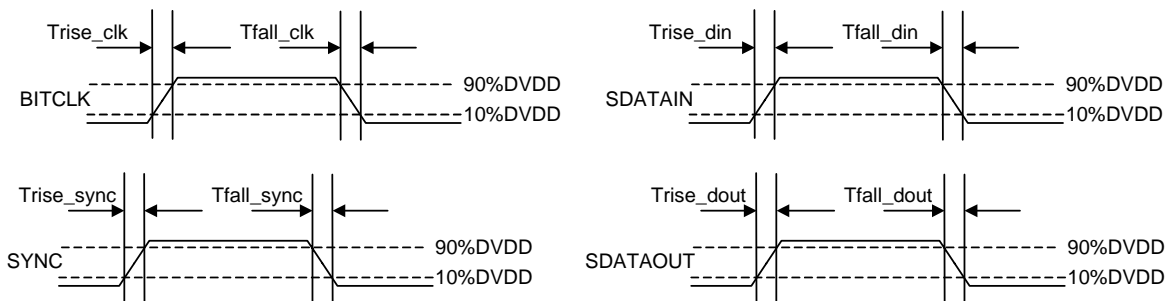 Trise_clk Tfall_clk
90%DVDD
BITCLK
10%DVDD
Trise_din Tfall_din
90%DVDD
SDATAIN
10%DVDD
Trise_sync Tfall_sync
90%DVDD
SYNC
10%DVDD
Trise_dout Tfall_dout
90%DVDD
SDATAOUT
10%DVDD